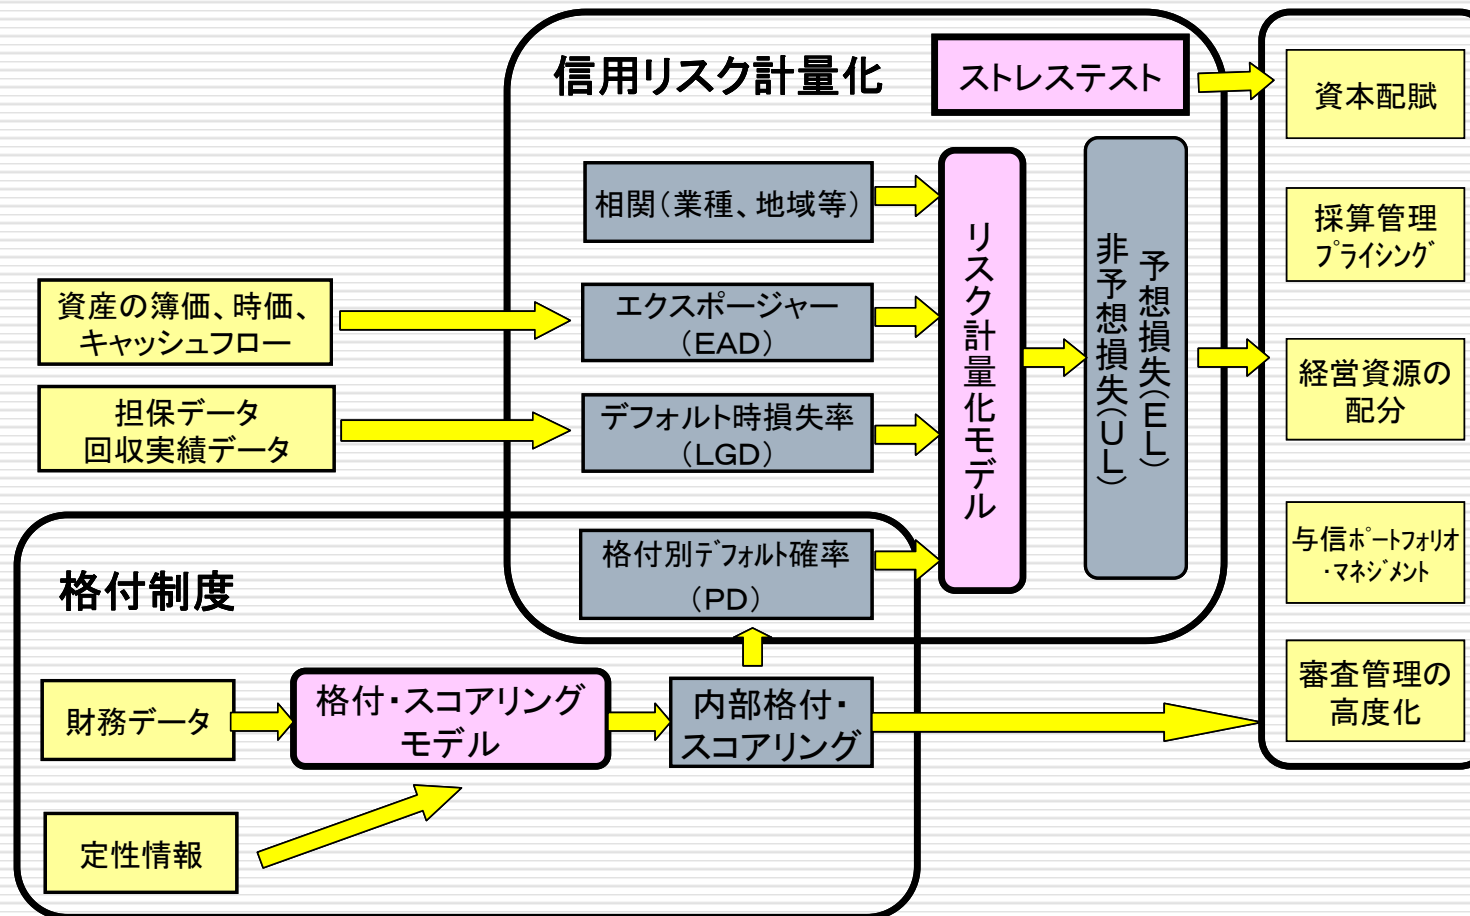 信用リスク計量化
ストレステスト
相関（業種、地域等）
資産の簿価、時価、
キャッシュフロー
エクスポージャー
（ＥＡＤ）
担保データ
回収実績データ
デフォルト時損失率
（ＬＧＤ）
格付別ﾃﾞﾌｫﾙﾄ確率
（ＰＤ）
リスク計量化モデル
予想損失（ＥＬ）
非予想損失（ＵＬ）
格付制度
財務データ
格付・スコアリング
モデル
内部格付・
スコアリング
定性情報
資本配賦
採算管理
ﾌﾟﾗｲｼﾝｸﾞ
経営資源の
配分
与信ﾎﾟｰﾄﾌｫﾘｵ
・ﾏﾈｼﾞﾒﾝﾄ
審査管理の
高度化